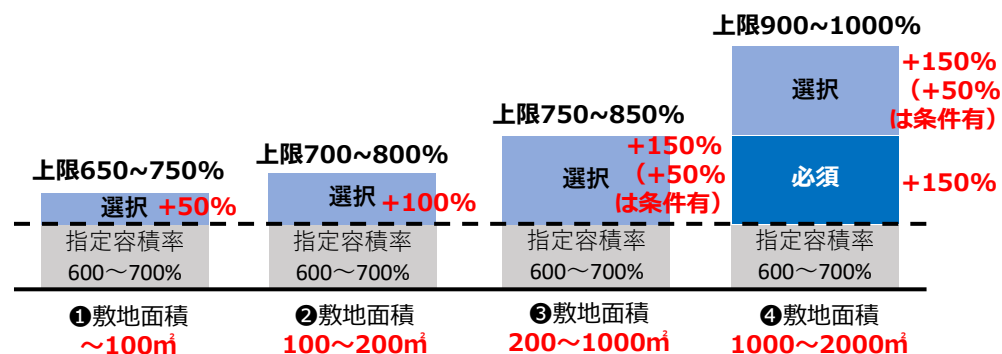 上限650~750%
選択 +50%
指定容積率
600～700%
❶敷地面積
～100㎡
上限700~800%
選択 +100%
指定容積率
600～700%
❷敷地面積
100～200㎡
上限750~850%
選択
+150%
（+50%
は条件有）
指定容積率
600～700%
❸敷地面積
200～1000㎡
上限900~1000%
選択
+150%
（+50%
は条件有）
必須
+150%
指定容積率
600～700%
❹敷地面積
1000～2000㎡